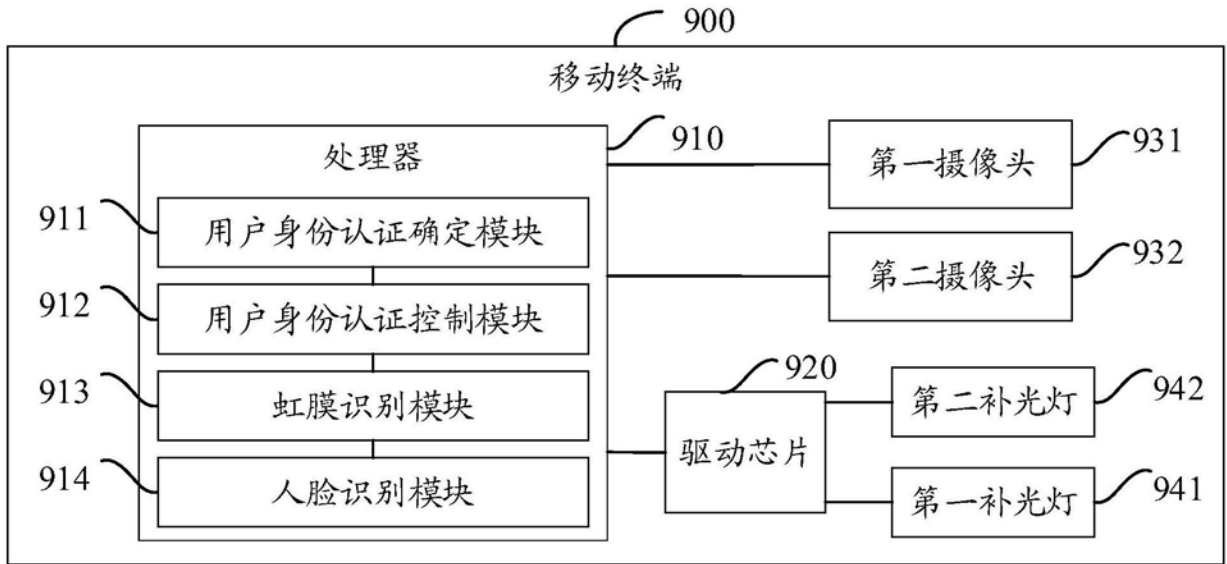 900
移动终端
处理器
910
第一摄像头
931
911
用户身份认证确定模块
第二摄像头
932
912
用户身份认证控制模块
913
虹膜识别模块
920
驱动芯片
第二补光灯
942
914
人脸识别模块
第一补光灯
941